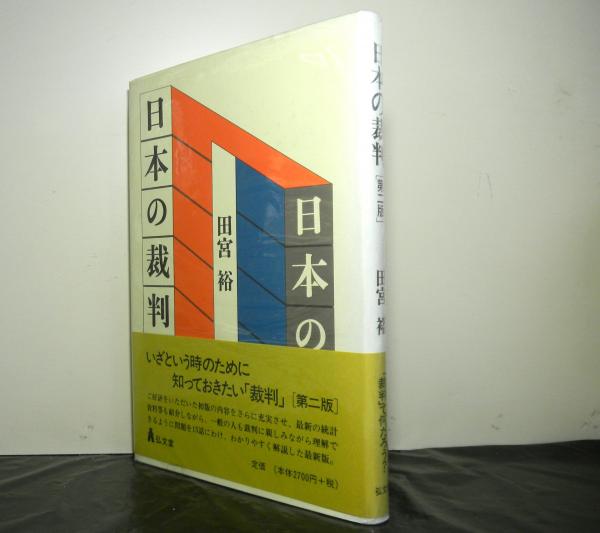 日本の裁判
田宮 裕
日本の
いざという時のために
知っておきたい「裁判」[第二版]
ご好評をいただいた初版の内容をさらに充実させ、最新の統計
資料等も紹介しながら、一般の人も裁判に親しみながら理解で
きるように問題を15話にわけ、わかりやすく解説した最新版。
弘文堂
定価 (本体2700円+税)
日本の裁判[第二版]
田宮 裕
弘文堂